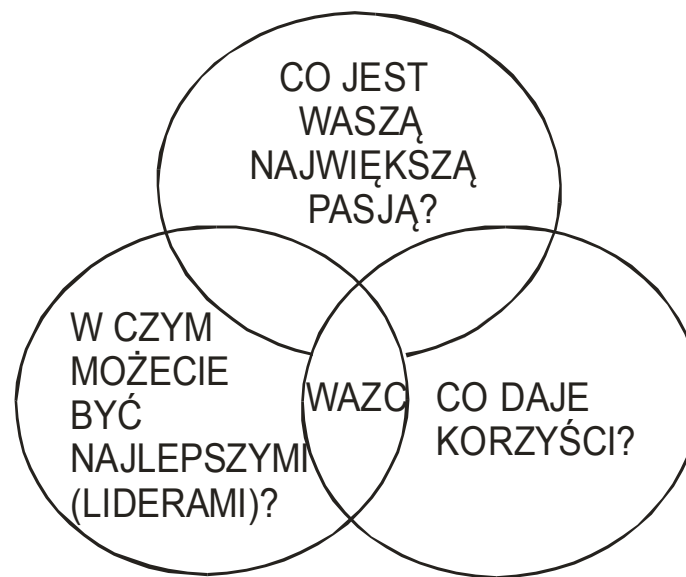 CO JEST
WASZĄ
NAJWIĘKSZĄ
PASJĄ?
W CZYM
MOŻECIE
BYĆ
NAJLEPSZYMI
(LIDERAMI)?
WAZC
CO DAJE
KORZYŚCI?